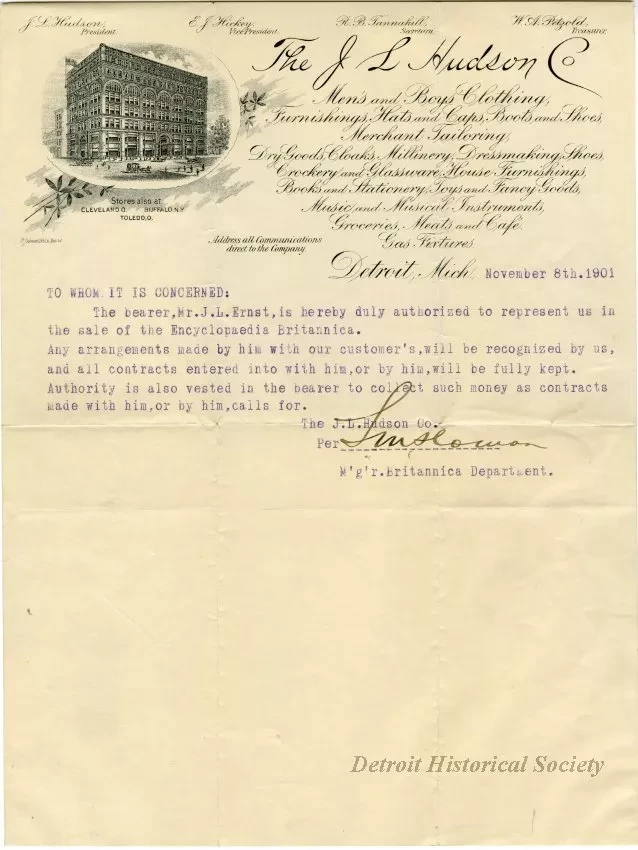 J L Hudson, E J Hickey, R. B. Tannahill, W. A. Petzold
President. Vice President. Secretary. Treasurer.
The J L Hudson Co
Men's and Boys' Clothing,
Furnishings, Hats and Caps, Boots and Shoes,
Merchant Tailoring,
Dry Goods, Cloaks, Millinery, Dressmaking, Shoes
Crockery and Glassware, House Furnishings,
Books and Stationery, Toys and Fancy Goods,
Music and Musical Instruments,
Groceries, Meats and Café,
Gas Fixtures.
Stores also at
CLEVELAND O. BUFFALO N.Y.
TOLEDO, O.
Address all Communications
direct to the Company.
Detroit, Mich. November 8th. 1901
TO WHOM IT IS CONCERNED:
The bearer,Mr.J.L.Ernst,is hereby duly authorized to represent us in
the sale of the Encyclopaedia Britannica.
Any arrangements made by him with our customer's,will be recognized by us,
and all contracts entered into with him,or by him,will be fully kept.
Authority is also vested in the bearer to collect such money as contracts
made with him,or by him,calls for.
The J.L.Hudson Co.
Per
M'g'r.Britannica Department.
Detroit Historical Society